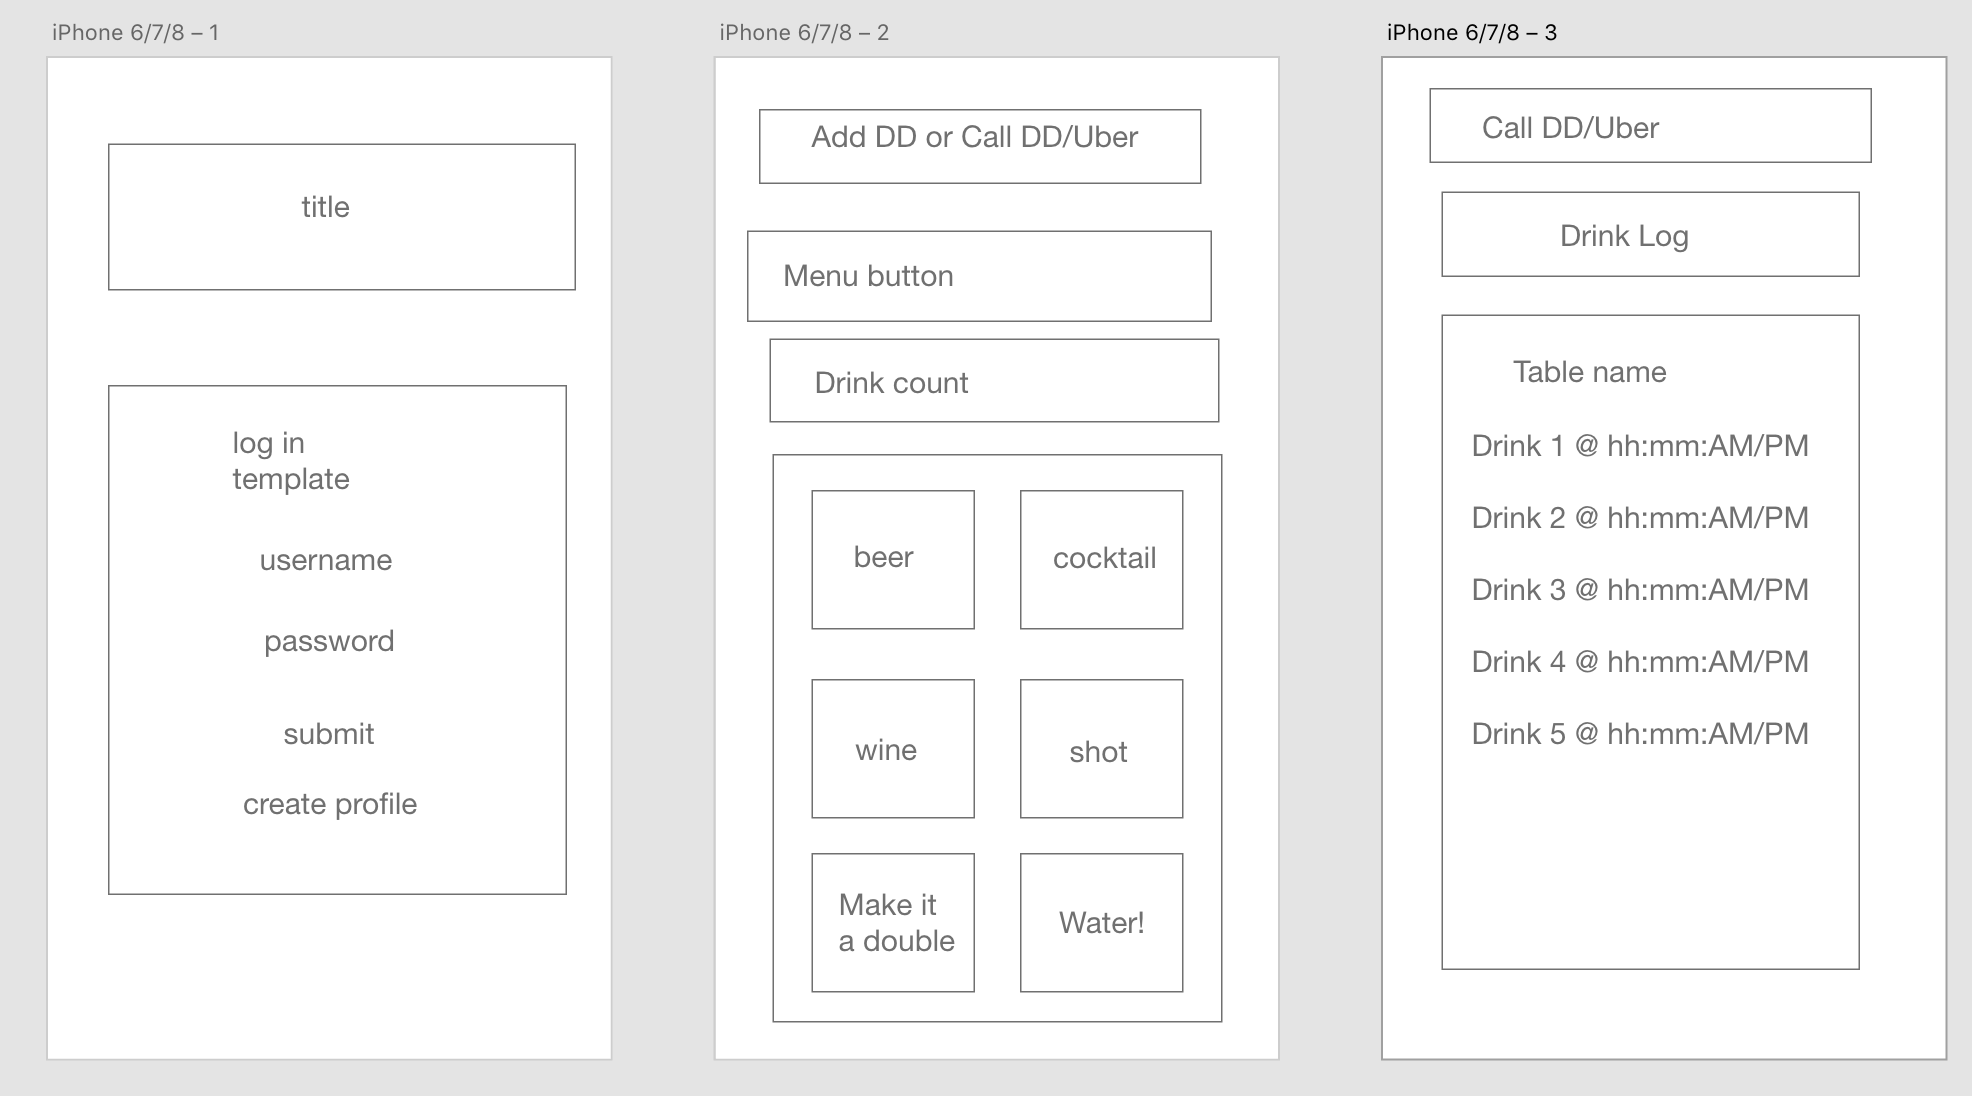 iPhone 6/7/8 – 1
title
log in
template
username
password
submit
create profile
iPhone 6/7/8 – 2
Add DD or Call DD/Uber
Menu button
Drink count
beer
cocktail
wine
shot
Make it
a double
Water!
iPhone 6/7/8 – 3
Call DD/Uber
Drink Log
Table name
Drink 1 @ hh:mm:AM/PM
Drink 2 @ hh:mm:AM/PM
Drink 3 @ hh:mm:AM/PM
Drink 4 @ hh:mm:AM/PM
Drink 5 @ hh:mm:AM/PM